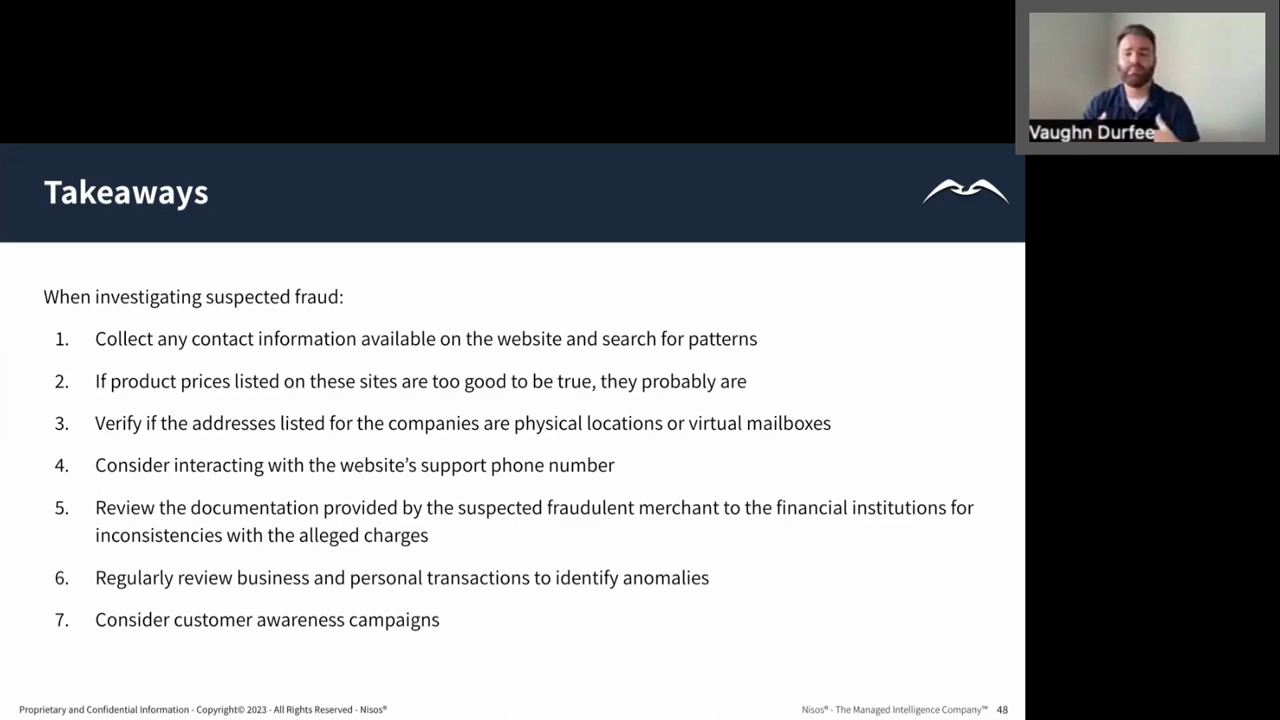 Vaughn Durfee
Takeaways
When investigating suspected fraud:
1. Collect any contact information available on the website and search for patterns
2. If product prices listed on these sites are too good to be true, they probably are
3. Verify if the addresses listed for the companies are physical locations or virtual mailboxes
4. Consider interacting with the website’s support phone number
5. Review the documentation provided by the suspected fraudulent merchant to the financial institutions for
inconsistencies with the alleged charges
6. Regularly review business and personal transactions to identify anomalies
7. Consider customer awareness campaigns
Proprietary and Confidential Information - Copyright© 2023 - All Rights Reserved - Nisos®
Nisos® - The Managed Intelligence Company™ 48